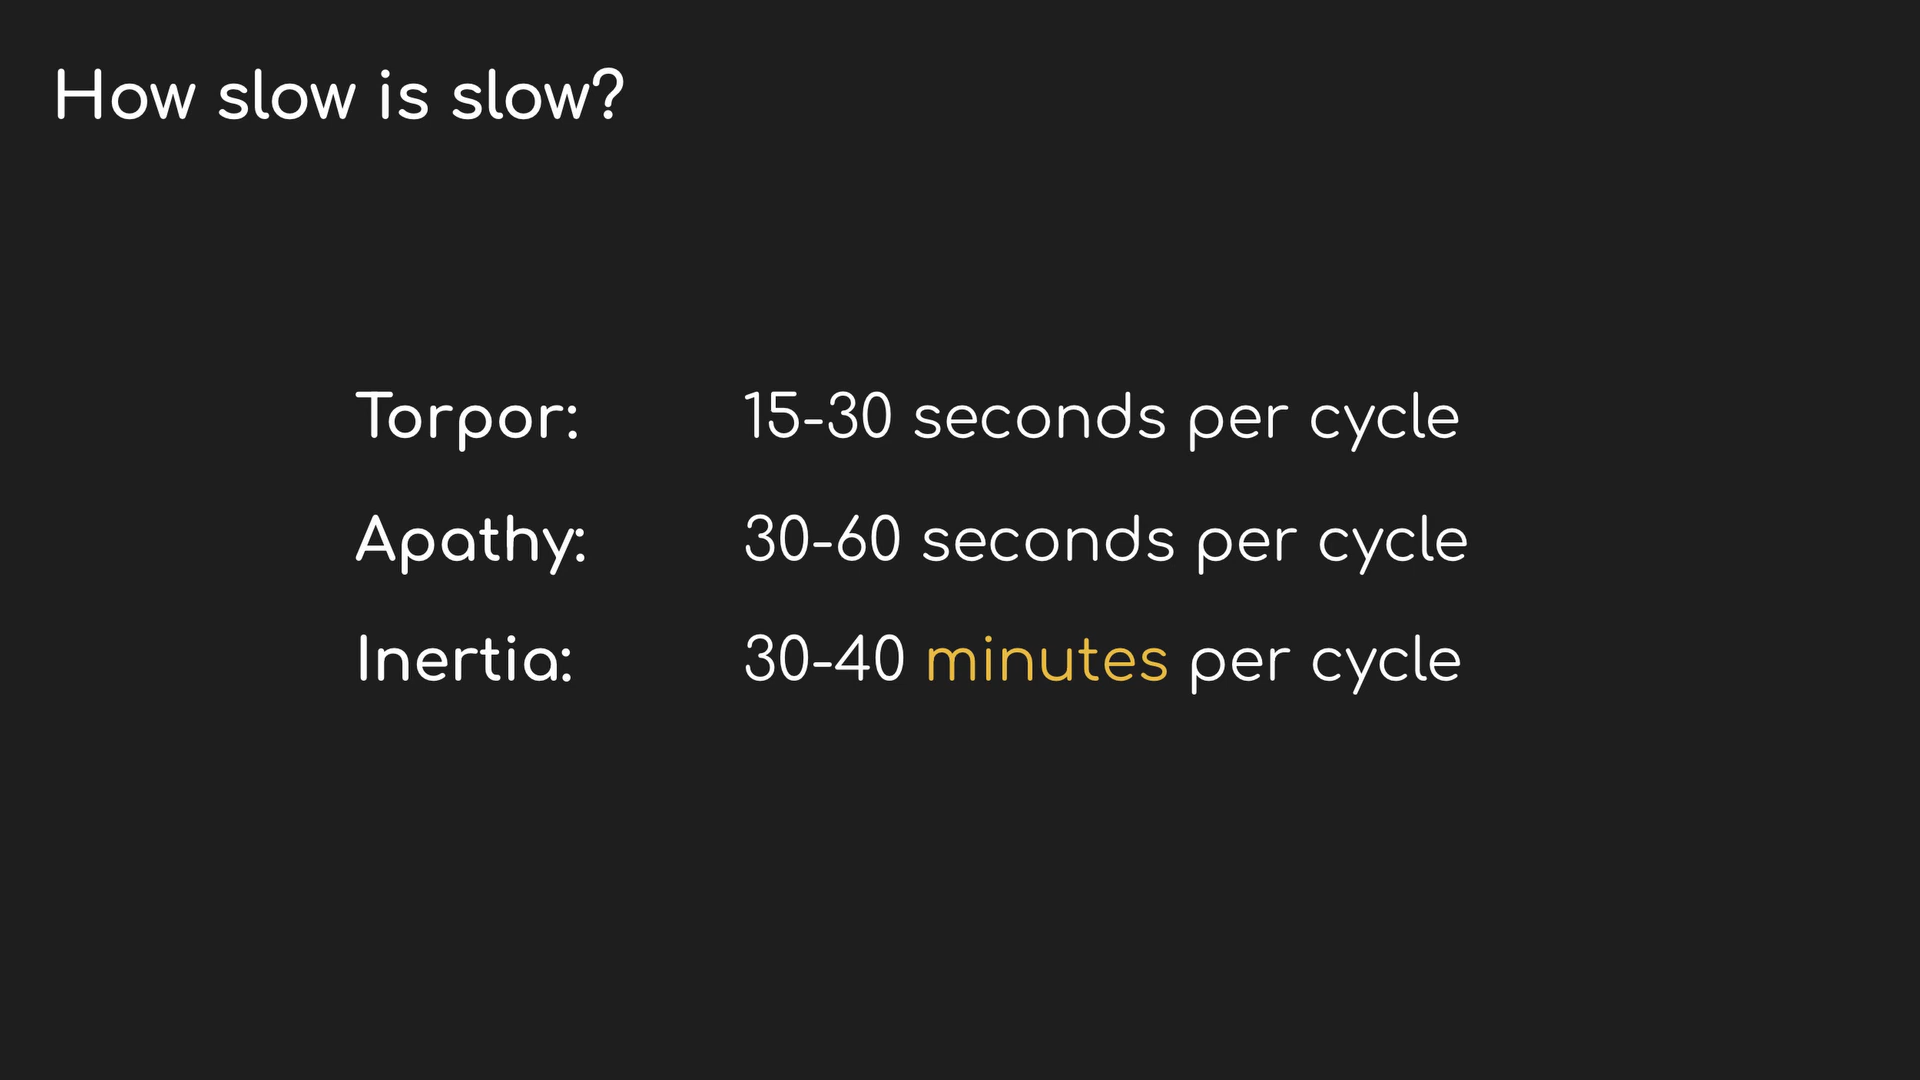 How slow is slow?
Torpor: 15-30 seconds per cycle
Apathy: 30-60 seconds per cycle
Inertia: 30-40 minutes per cycle